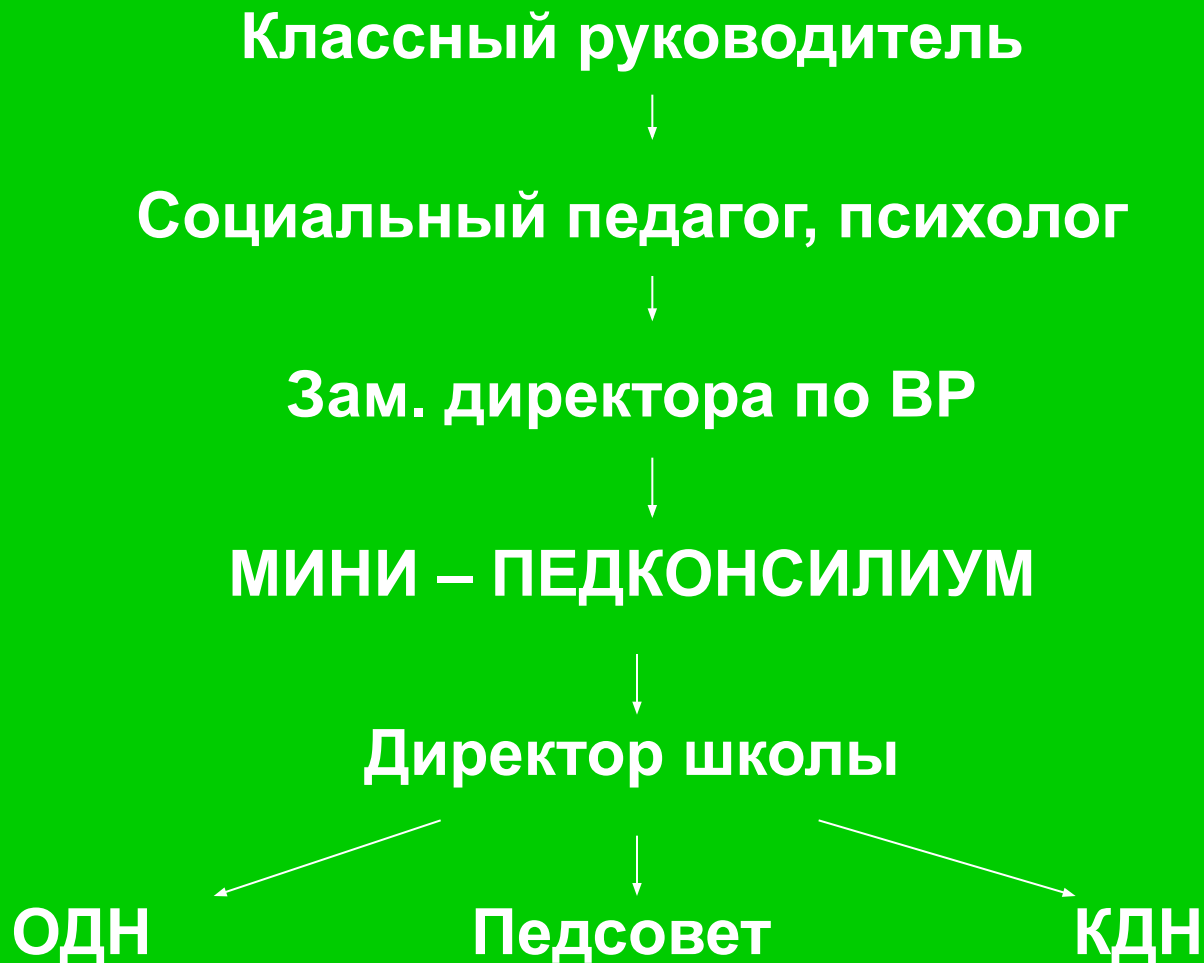 Классный руководитель
Социальный педагог, психолог
Зам. директора по ВР
МИНИ – ПЕДКОНСИЛИУМ
Директор школы
ОДН Педсовет КДН